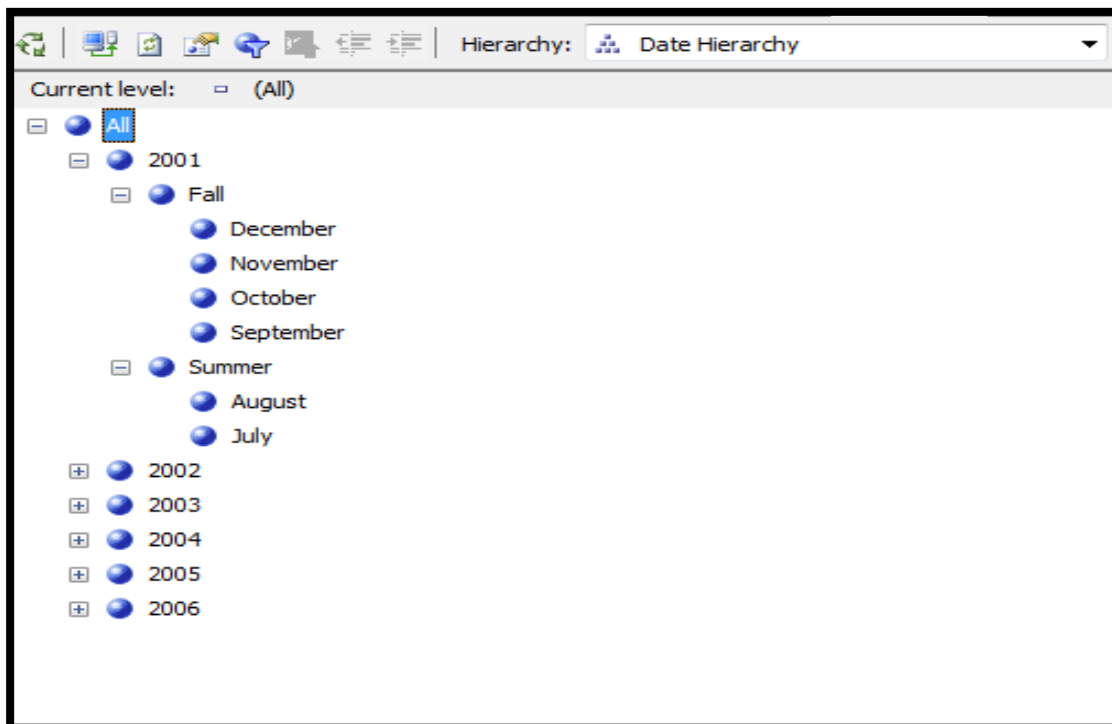 Hierarchy: Date Hierarchy
Current level: (All)
All
2001
Fall
December
November
October
September
Summer
August
July
2002
2003
2004
2005
2006